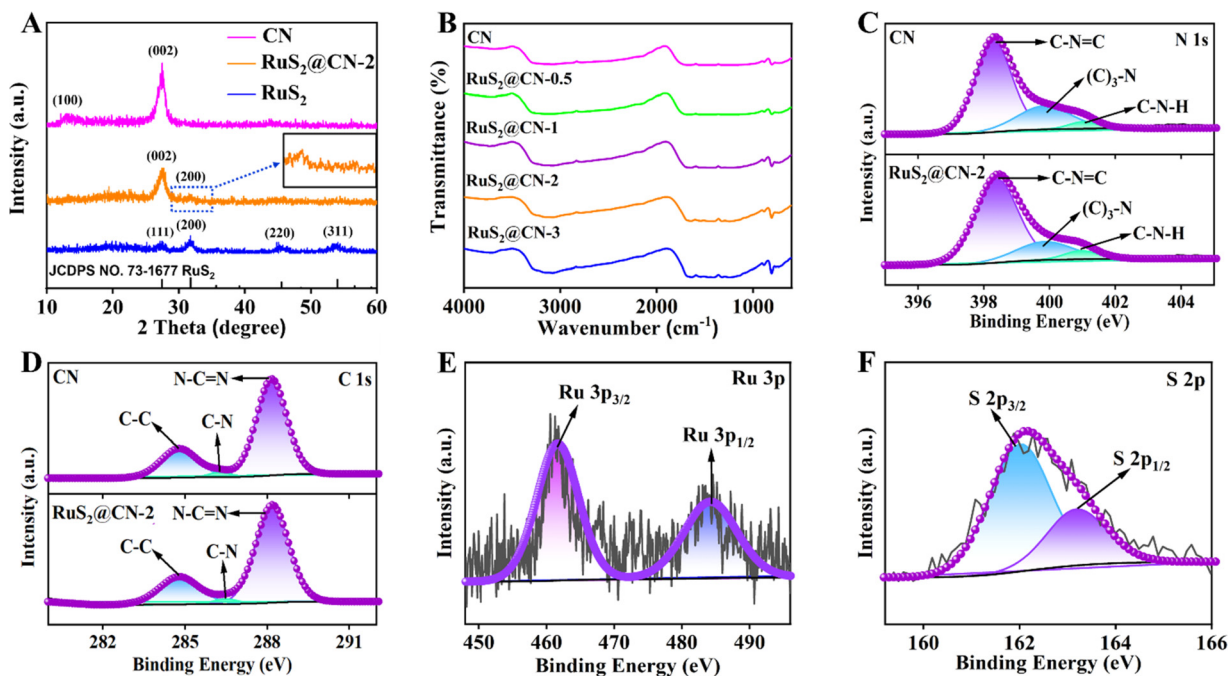 A
CN
RuS₂@CN-2
RuS₂
(002)
(100)
(002)
(200)
(111)
(200)
(220)
(311)
JCDPS NO. 73-1677 RuS₂
10 20 30 40 50 60
2 Theta (degree)
Intensity (a.u.)
B
CN
RuS₂@CN-0.5
RuS₂@CN-1
RuS₂@CN-2
RuS₂@CN-3
4000 3000 2000 1000
Wavenumber (cm⁻¹)
Transmittance (%)
C
CN
N 1s
C-N=C
(C)₃-N
C-N-H
RuS₂@CN-2
C-N=C
(C)₃-N
C-N-H
396 398 400 402 404
Binding Energy (eV)
Intensity (a.u.)
D
CN
C 1s
N-C=N
C-C
C-N
RuS₂@CN-2
N-C=N
C-C
C-N
282 285 288 291
Binding Energy (eV)
Intensity (a.u.)
E
Ru 3p
Ru 3p₃/₂
Ru 3p₁/₂
450 460 470 480 490
Binding Energy (eV)
Intensity (a.u.)
F
S 2p
S 2p₃/₂
S 2p₁/₂
160 162 164 166
Binding Energy (eV)
Intensity (a.u.)